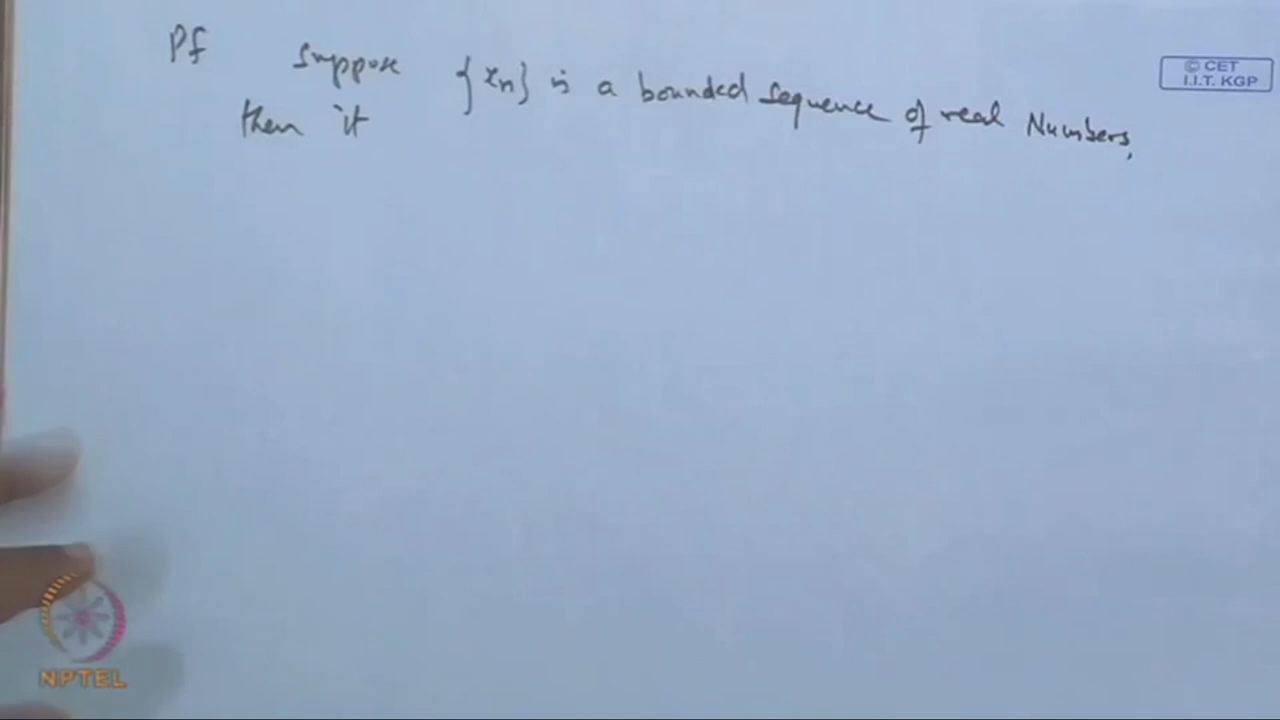 Pf Suppose {xn} is a bounded sequence of real Numbers,
then it
© CET
I.I.T. KGP
NPTEL